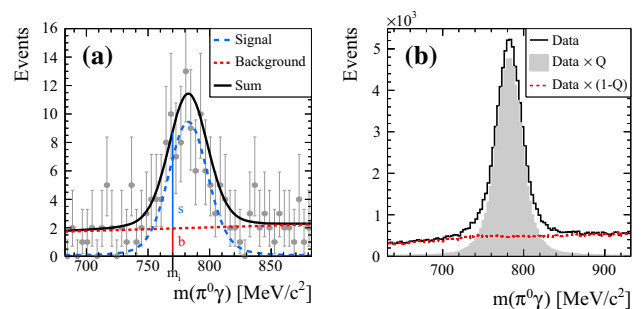 Events
16
14
12
10
8
6
4
2
0
(a)
Signal
Background
Sum
s
b
700
750
800
850
m_i
m(π⁰γ) [MeV/c²]
×10³
Events
5
4
3
2
1
0
(b)
Data
Data × Q
Data × (1-Q)
700
800
900
m(π⁰γ) [MeV/c²]